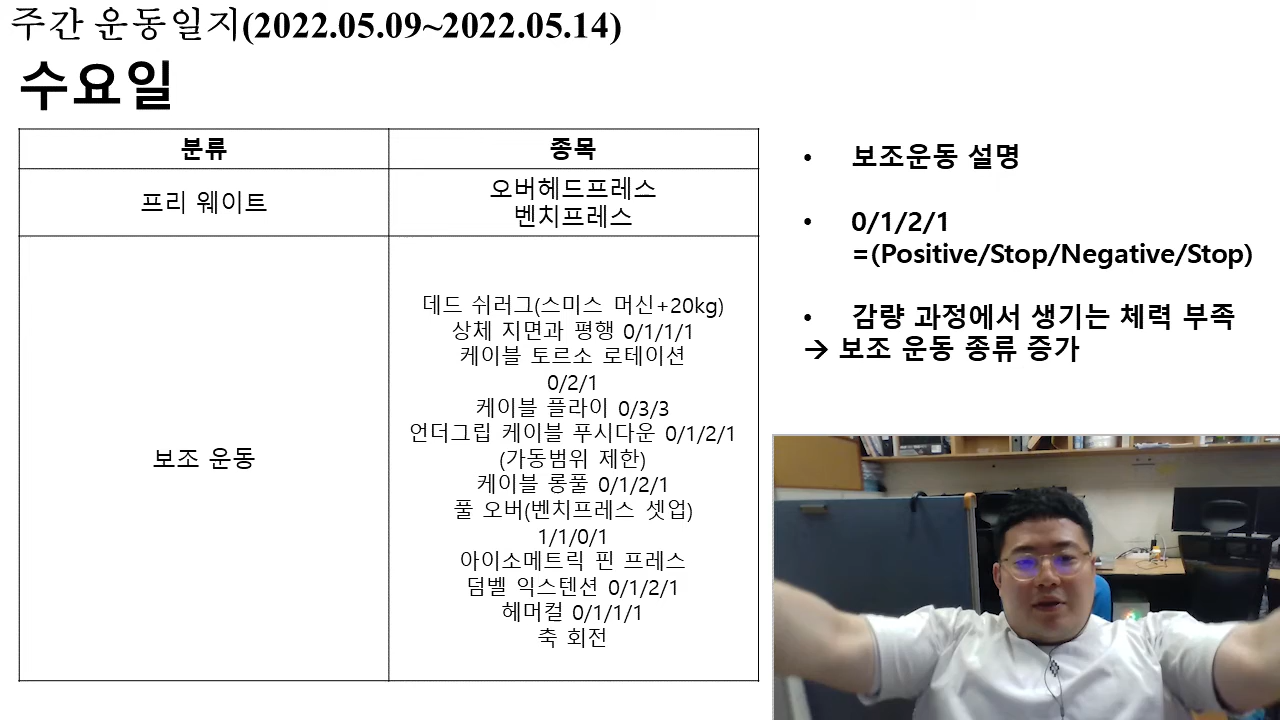 주간 운동일지(2022.05.09~2022.05.14)
수요일
분류 종목
프리 웨이트
오버헤드프레스
벤치프레스
보조 운동
데드 쉬러그(스미스 머신+20kg)
상체 지면과 평행 0/1/1/1
케이블 토르소 로테이션
0/2/1
케이블 플라이 0/3/3
언더그립 케이블 푸시다운 0/1/2/1
(가동범위 제한)
케이블 롱풀 0/1/2/1
풀 오버(벤치프레스 셋업)
1/1/0/1
아이소메트릭 핀 프레스
덤벨 익스텐션 0/1/2/1
헤머컬 0/1/1/1
축 회전
• 보조운동 설명
• 0/1/2/1
=(Positive/Stop/Negative/Stop)
• 감량 과정에서 생기는 체력 부족
→ 보조 운동 종류 증가